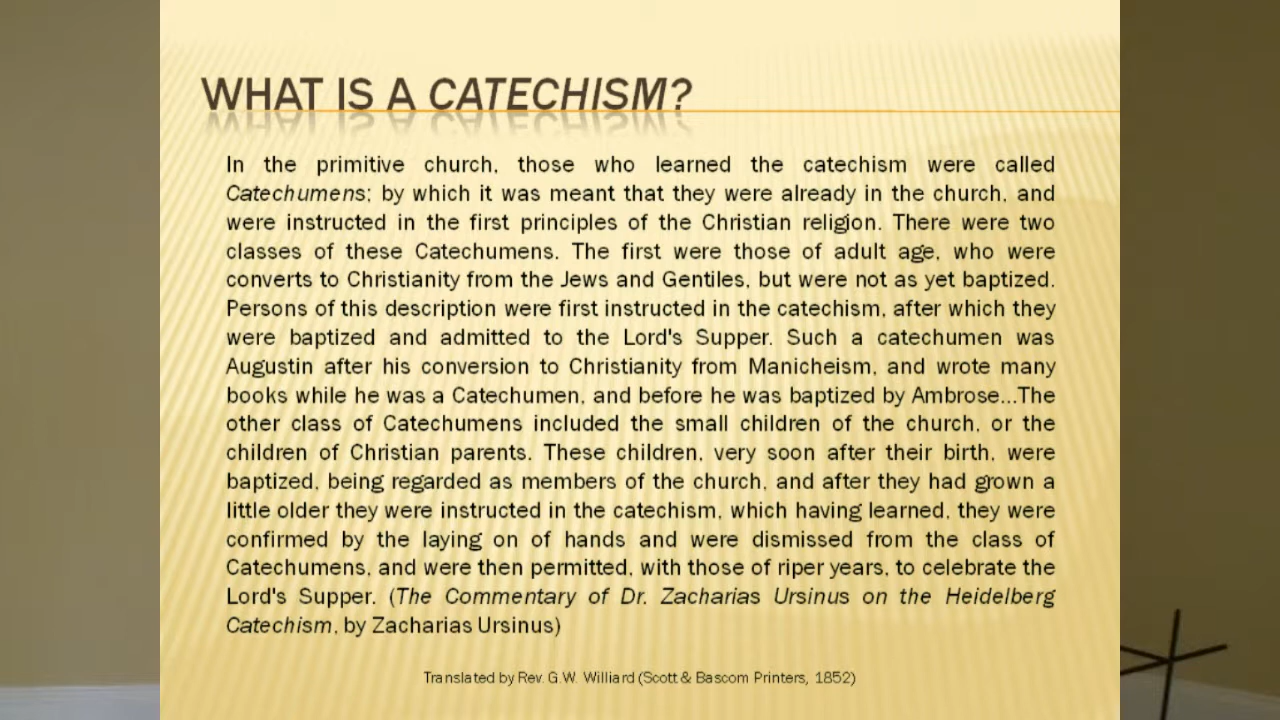 WHAT IS A CATECHISM?
In the primitive church, those who learned the catechism were called
Catechumens; by which it was meant that they were already in the church, and
were instructed in the first principles of the Christian religion. There were two
classes of these Catechumens. The first were those of adult age, who were
converts to Christianity from the Jews and Gentiles, but were not as yet baptized.
Persons of this description were first instructed in the catechism, after which they
were baptized and admitted to the Lord's Supper. Such a catechumen was
Augustin after his conversion to Christianity from Manicheism, and wrote many
books while he was a Catechumen, and before he was baptized by Ambrose...The
other class of Catechumens included the small children of the church, or the
children of Christian parents. These children, very soon after their birth, were
baptized, being regarded as members of the church, and after they had grown a
little older they were instructed in the catechism, which having learned, they were
confirmed by the laying on of hands and were dismissed from the class of
Catechumens, and were then permitted, with those of riper years, to celebrate the
Lord's Supper. (The Commentary of Dr. Zacharias Ursinus on the Heidelberg
Catechism, by Zacharias Ursinus)
Translated by Rev. G.W. Williard (Scott & Bascom Printers, 1852)